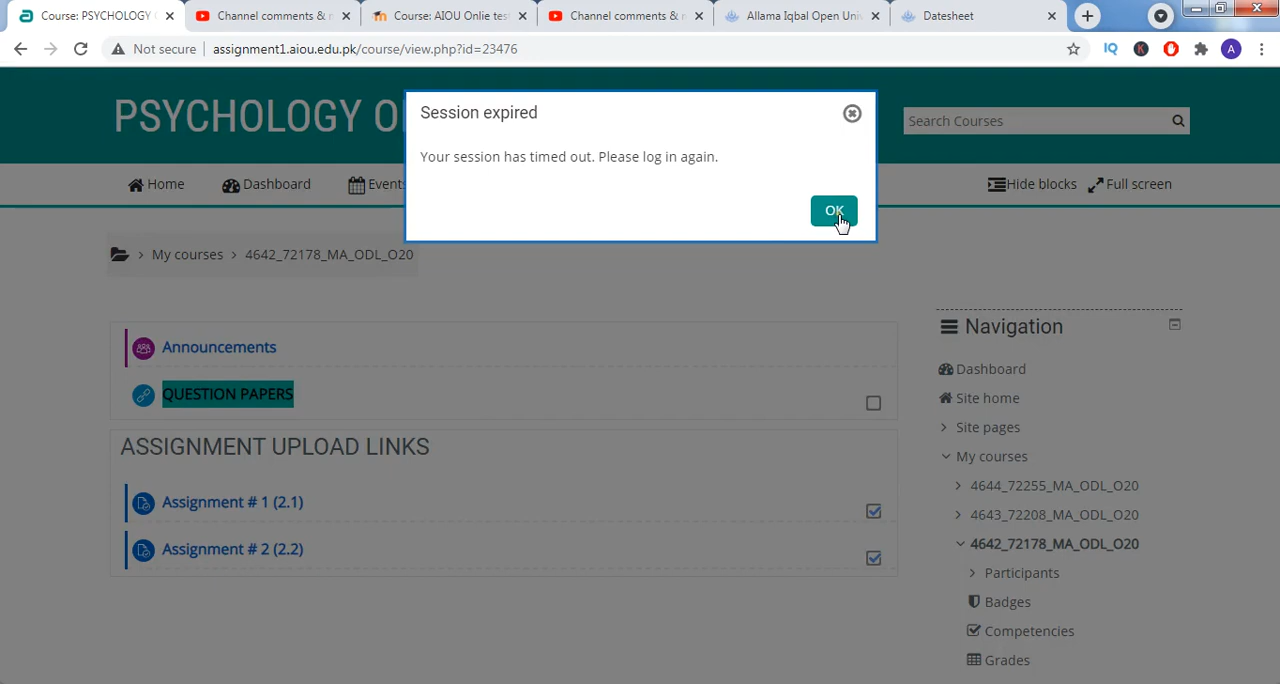 Course: PSYCHOLOGY
Channel comments &
Course: AIOU Onlie tes
Channel comments &
Allama Iqbal Open Uni
Datesheet
Not secure
assignment1.aiou.edu.pk/course/view.php?id=23476
IQ
K
A
PSYCHOLOGY O
Session expired
Your session has timed out. Please log in again.
OK
Search Courses
Home
Dashboard
Events
Hide blocks
Full screen
My courses
4642_72178_MA_ODL_O20
Announcements
QUESTION PAPERS
ASSIGNMENT UPLOAD LINKS
Assignment # 1 (2.1)
Assignment # 2 (2.2)
Navigation
Dashboard
Site home
Site pages
My courses
4644_72255_MA_ODL_O20
4643_72208_MA_ODL_O20
4642_72178_MA_ODL_O20
Participants
Badges
Competencies
Grades